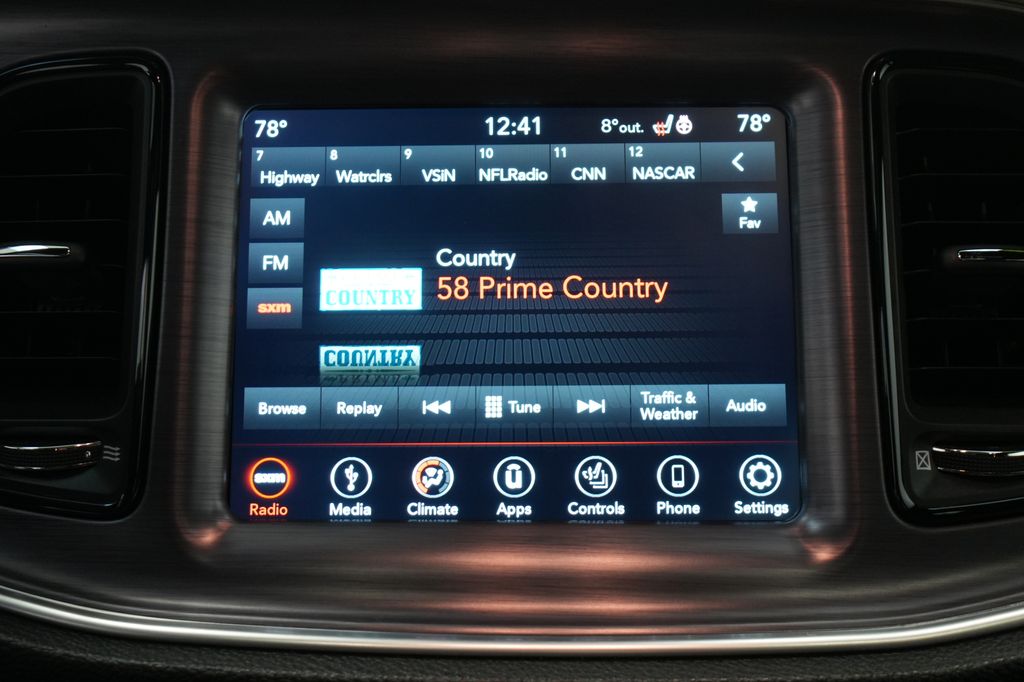 78° 12:41 8°out. 78°
7 8 9 10 11 12
Highway Watrclrs VSiN NFLRadio CNN NASCAR
AM
Fav
FM
Country
58 Prime Country
COUNTRY
sxm
COUNTRY
Browse Replay Tune Traffic & Weather Audio
sxm
Radio Media Climate Apps Controls Phone Settings